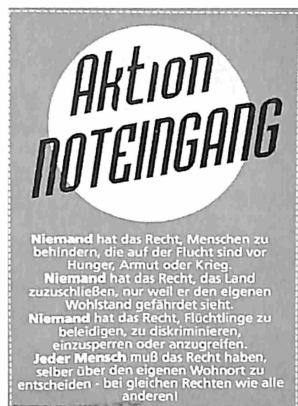 Aktion
NOTEINGANG
Niemand hat das Recht, Menschen zu
behindern, die auf der Flucht sind vor
Hunger, Armut oder Krieg.
Niemand hat das Recht, das Land
zuzuschließen, nur weil er den eigenen
Wohlstand gefährdet sieht.
Niemand hat das Recht, Flüchtlinge zu
beleidigen, zu diskriminieren,
einzusperren oder anzugreifen.
Jeder Mensch muß das Recht haben,
selber über den eigenen Wohnort zu
entscheiden - bei gleichen Rechten wie alle
anderen!